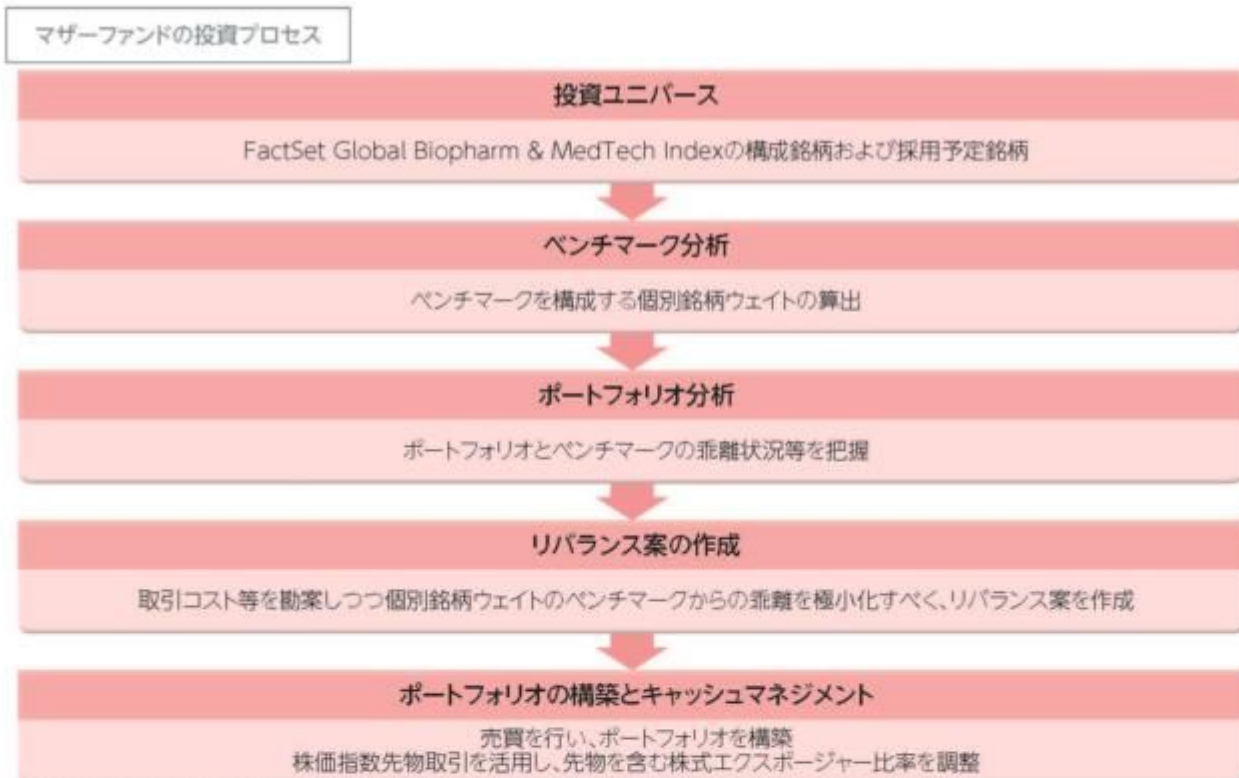 マザーファンドの投資プロセス
投資ユニバース
FactSet Global Biopharm & MedTech Indexの構成銘柄および採用予定銘柄
ベンチマーク分析
ベンチマークを構成する個別銘柄ウェイトの算出
ポートフォリオ分析
ポートフォリオとベンチマークの乖離状況等を把握
リバランス案の作成
取引コスト等を勘案しつつ個別銘柄ウェイトのベンチマークからの乖離を極小化すべく、リバランス案を作成
ポートフォリオの構築とキャッシュマネジメント
売買を行い、ポートフォリオを構築
株価指数先物取引を活用し、先物を含む株式エクスポージャー比率を調整